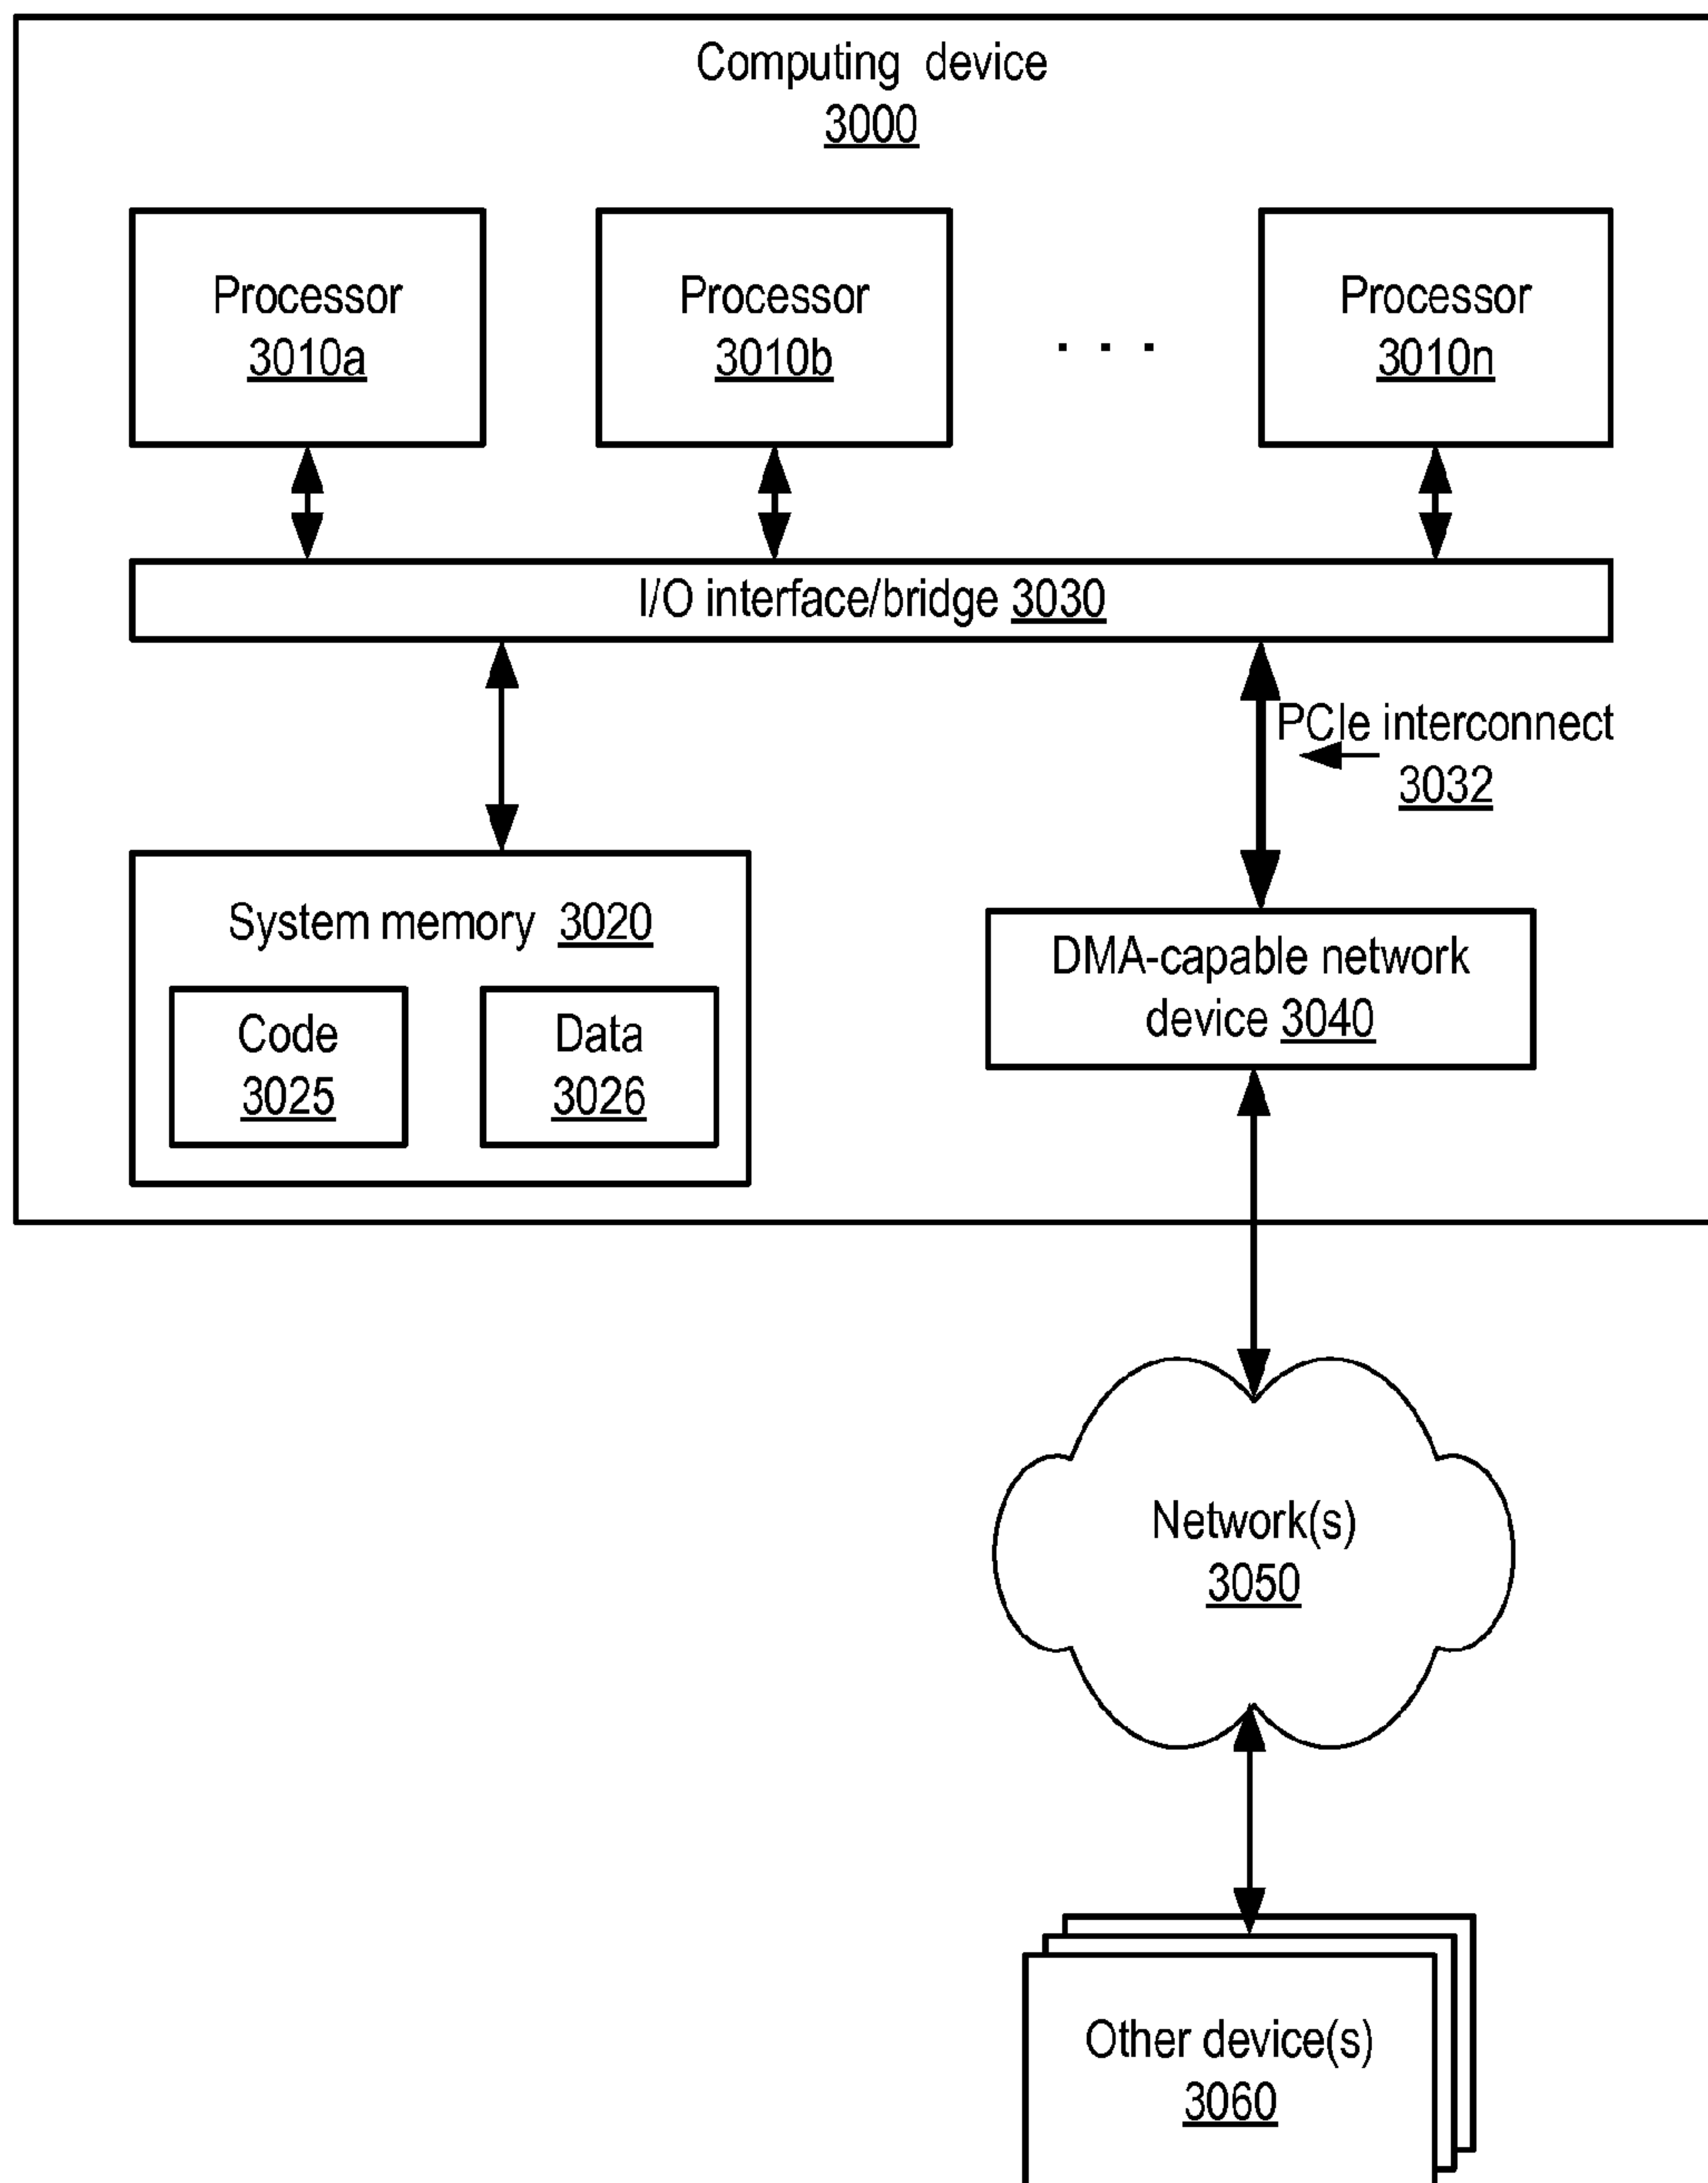 Computing device
3000
Processor
3010a
Processor
3010b
. . .
Processor
3010n
I/O interface/bridge 3030
PCIe interconnect
3032
System memory 3020
Code
3025
Data
3026
DMA-capable network
device 3040
Network(s)
3050
Other device(s)
3060